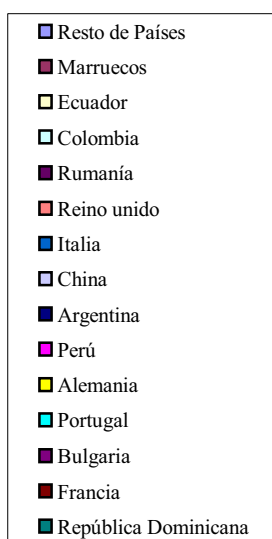 Resto de Países
Marruecos
Ecuador
Colombia
Rumanía
Reino unido
Italia
China
Argentina
Perú
Alemania
Portugal
Bulgaria
Francia
República Dominicana